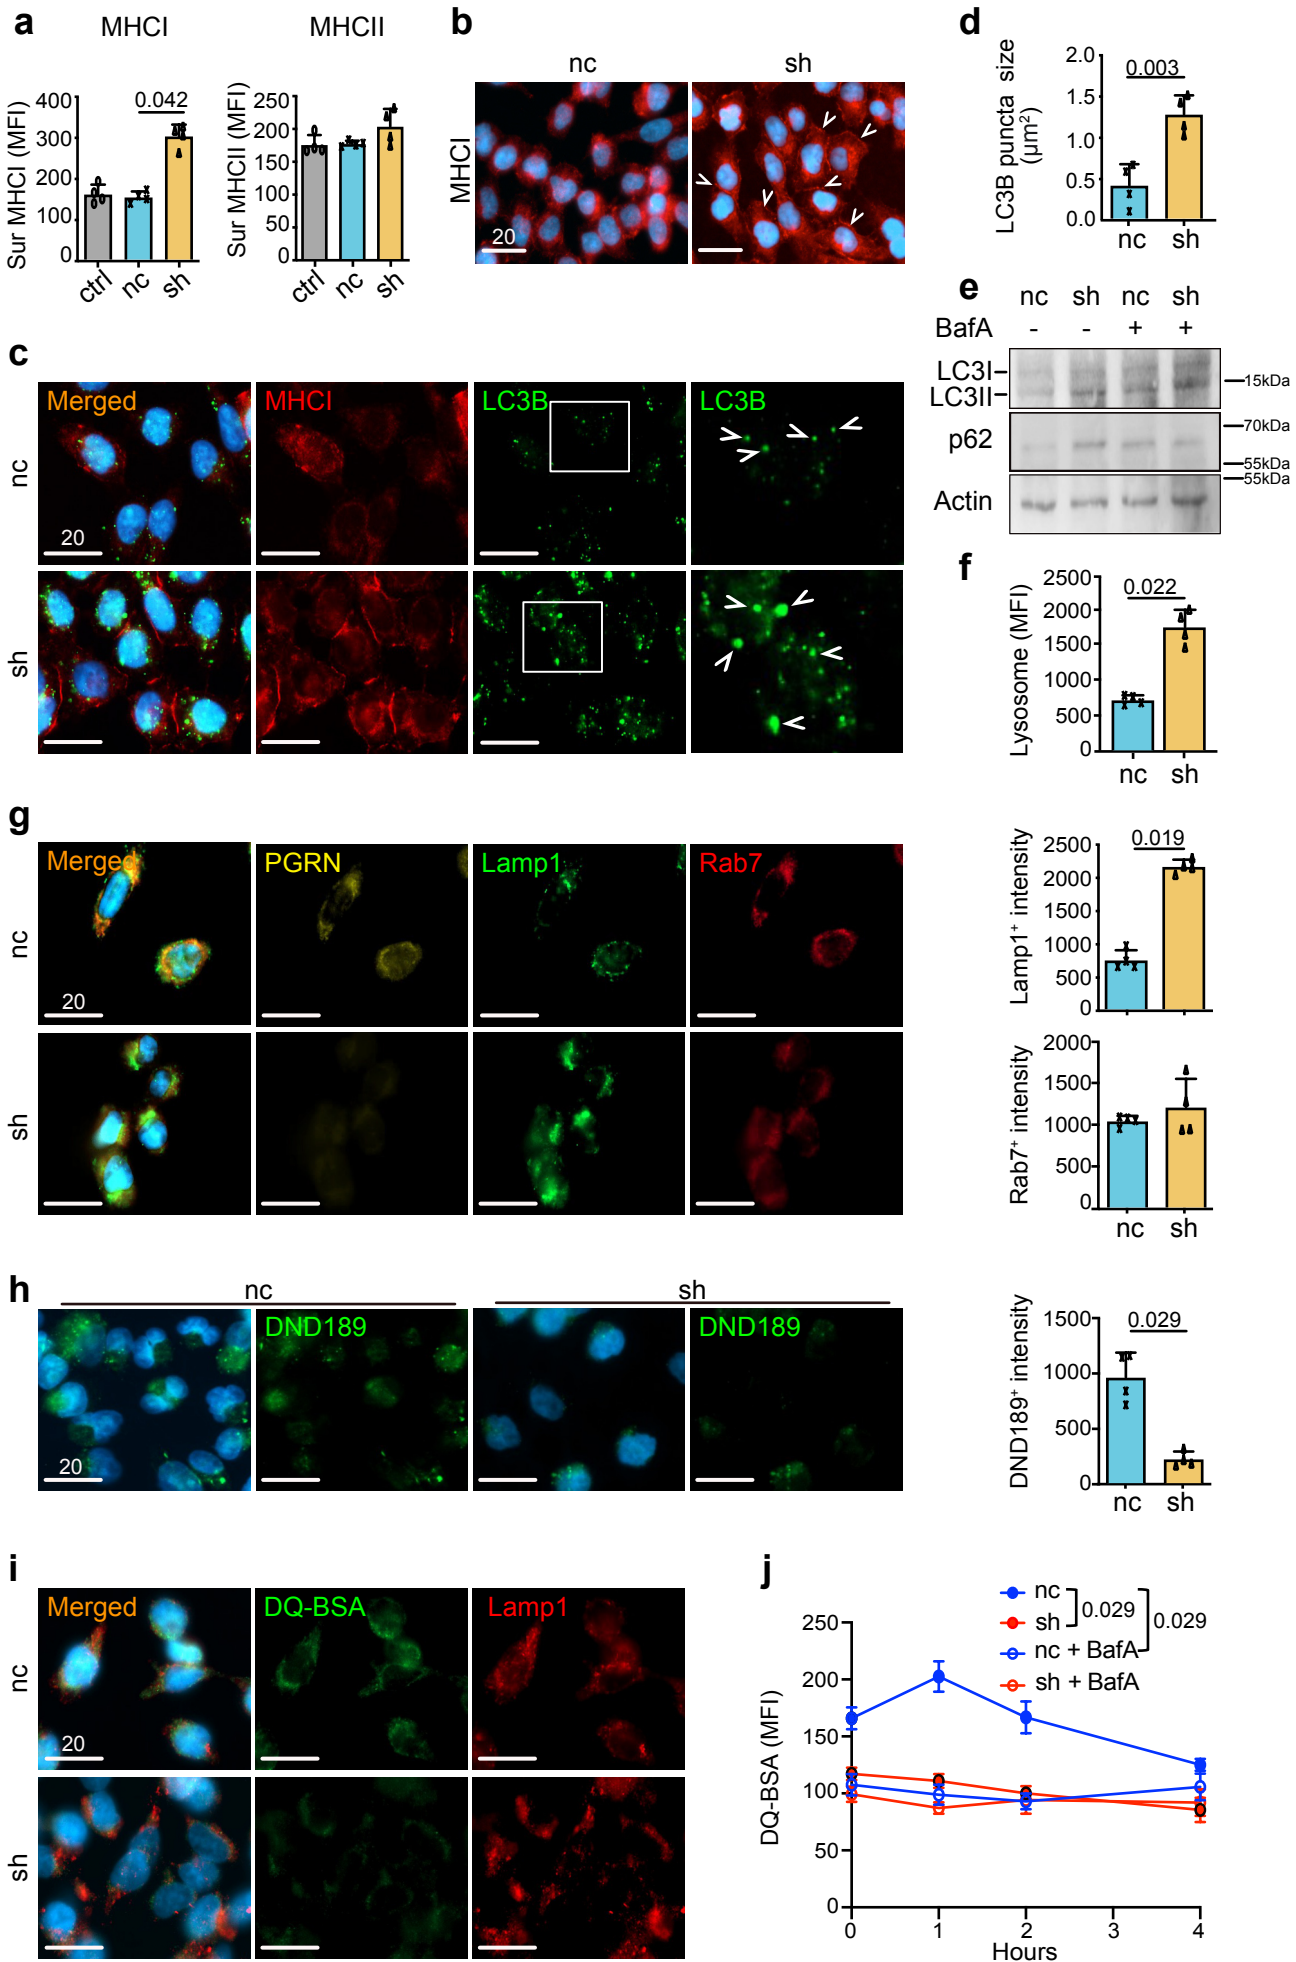 a
MHCI
MHCII
Sur MHCI (MFI)
400
300
200
100
0
0.042
ctrl
nc
sh
Sur MHCII (MFI)
250
200
150
100
50
0
ctrl
nc
sh
b
nc
sh
MHCI
20
c
nc
Merged
MHCI
LC3B
LC3B
20
sh
d
LC3B puncta size
(μm²)
2.0
1.5
1.0
0.5
0.0
0.003
nc
sh
e
nc sh nc sh
BafA - - + +
LC3I
LC3II
15kDa
p62
70kDa
55kDa
55kDa
Actin
f
Lysosome (MFI)
2500
2000
1500
1000
500
0
0.022
nc
sh
g
nc
Merged
PGRN
Lamp1
Rab7
20
sh
Lamp1⁺ intensity
2500
2000
1500
1000
500
0
0.019
Rab7⁺ intensity
2000
1500
1000
500
0
nc
sh
h
nc
sh
DND189
DND189
20
DND189⁺ intensity
1500
1000
500
0
0.029
nc
sh
i
nc
Merged
DQ-BSA
Lamp1
20
sh
j
nc
sh
nc + BafA
sh + BafA
0.029
0.029
DQ-BSA (MFI)
250
200
150
100
50
0
0
1
2
3
4
Hours